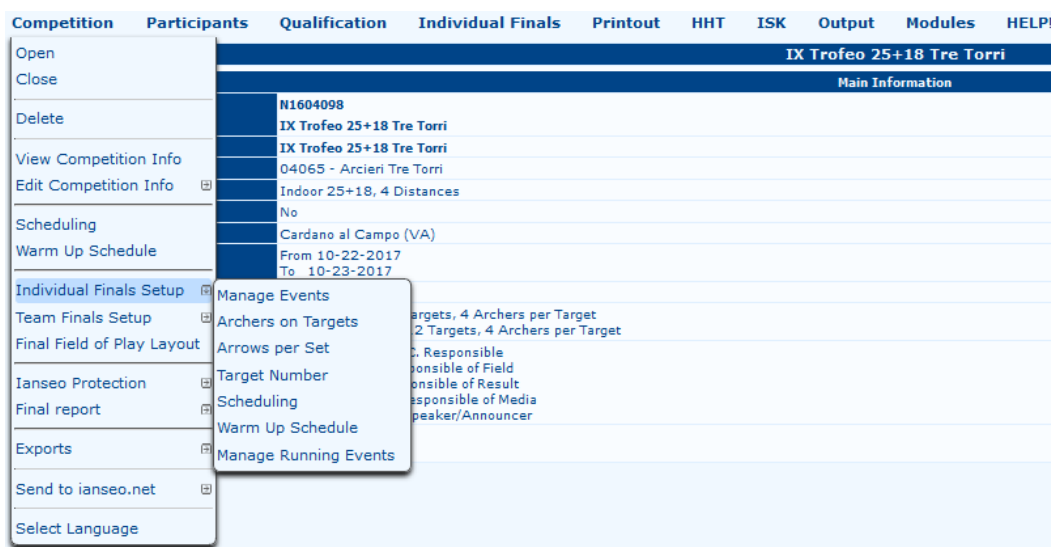 Competition Participants Qualification Individual Finals Printout HHT ISK Output Modules HELP!
Open
Close
Delete
View Competition Info
Edit Competition Info
Scheduling
Warm Up Schedule
Individual Finals Setup
Team Finals Setup
Final Field of Play Layout
Ianseo Protection
Final report
Exports
Send to ianseo.net
Select Language
Manage Events
Archers on Targets
Arrows per Set
Target Number
Scheduling
Warm Up Schedule
Manage Running Events
IX Trofeo 25+18 Tre Torri
Main Information
N1604098
IX Trofeo 25+18 Tre Torri
IX Trofeo 25+18 Tre Torri
04065 - Arcieri Tre Torri
Indoor 25+18, 4 Distances
No
Cardano al Campo (VA)
From 10-22-2017
To 10-23-2017
argets, 4 Archers per Target
2 Targets, 4 Archers per Target
. Responsible
onsible of Field
onsible of Result
esponsible of Media
peaker/Announcer